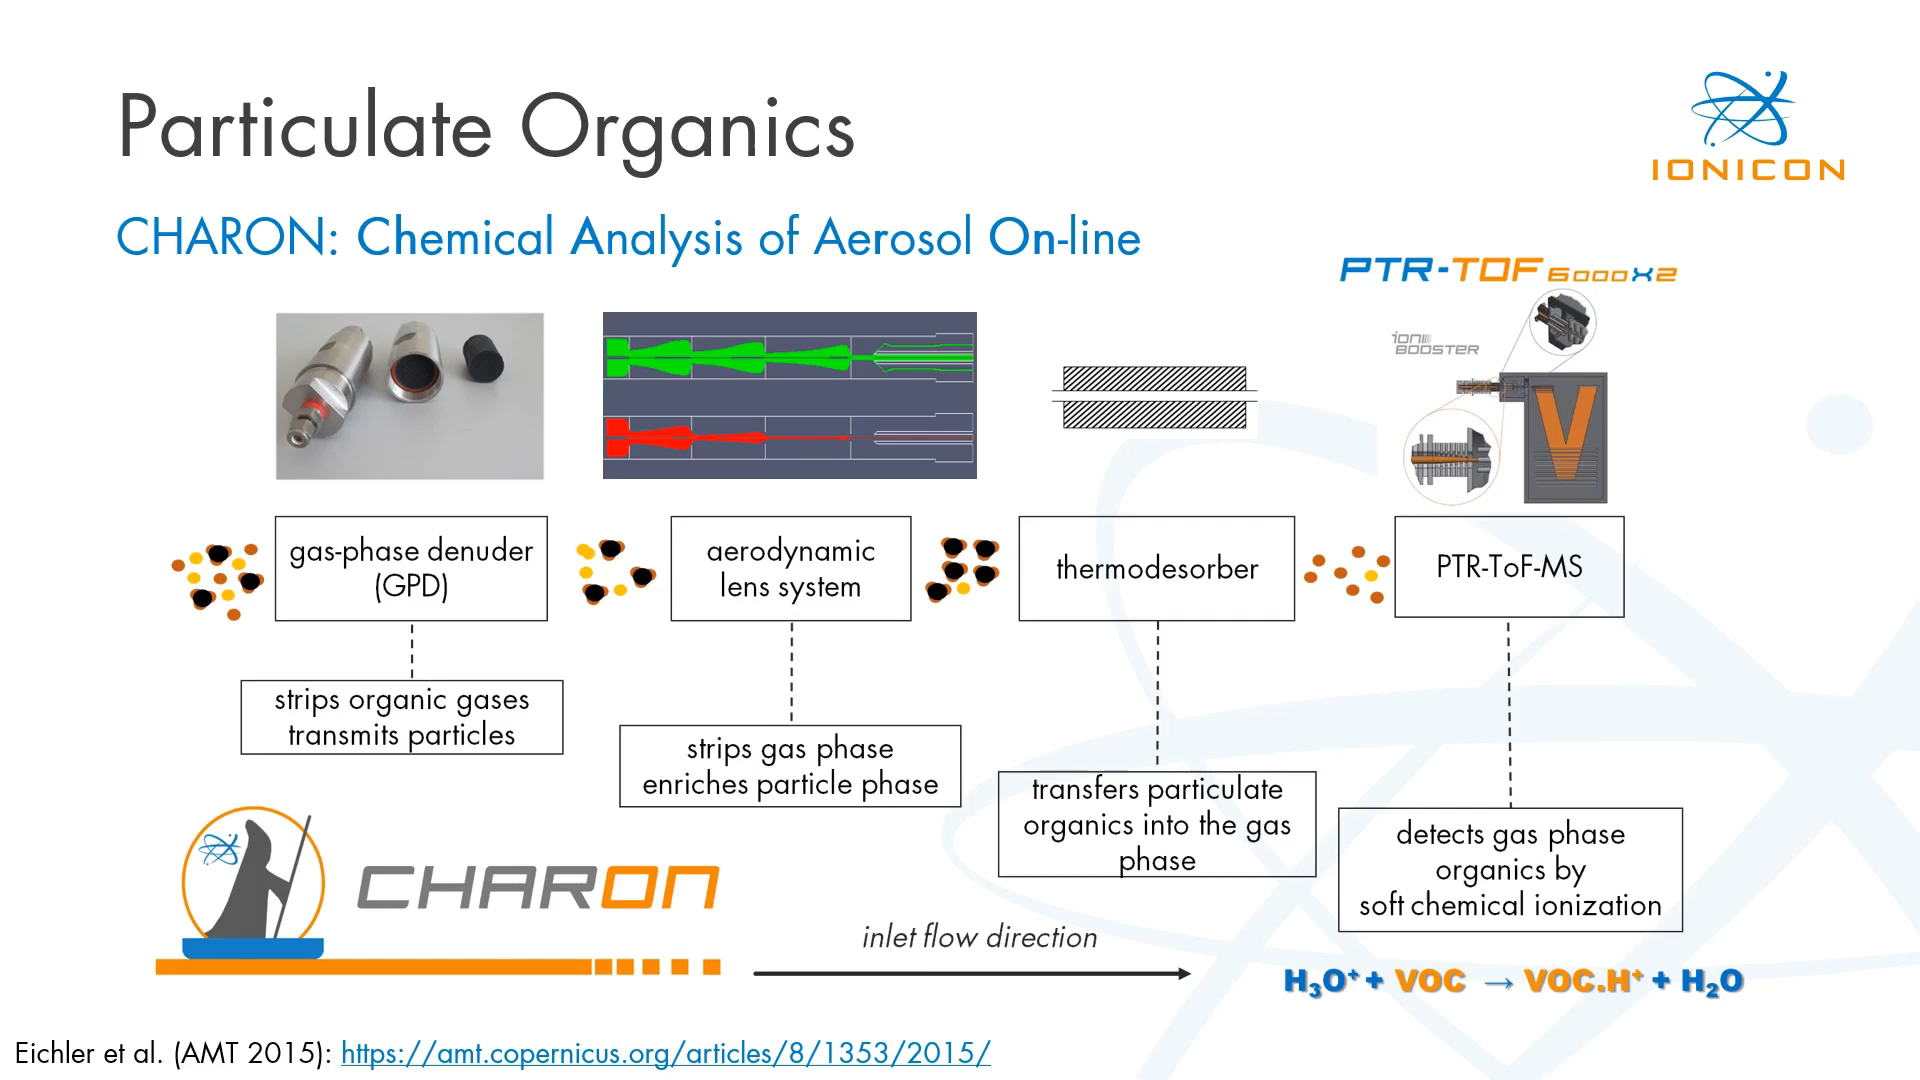 Particulate Organics
IONICON
CHARON: Chemical Analysis of Aerosol On-line
PTR-TOF 6000X2
ion
BOOSTER
gas-phase denuder
(GPD)
aerodynamic
lens system
thermodesorber
PTR-ToF-MS
strips organic gases
transmits particles
strips gas phase
enriches particle phase
transfers particulate
organics into the gas
phase
detects gas phase
organics by
soft chemical ionization
CHARON
inlet flow direction
H₃O⁺ + VOC → VOC.H⁺ + H₂O
Eichler et al. (AMT 2015): https://amt.copernicus.org/articles/8/1353/2015/